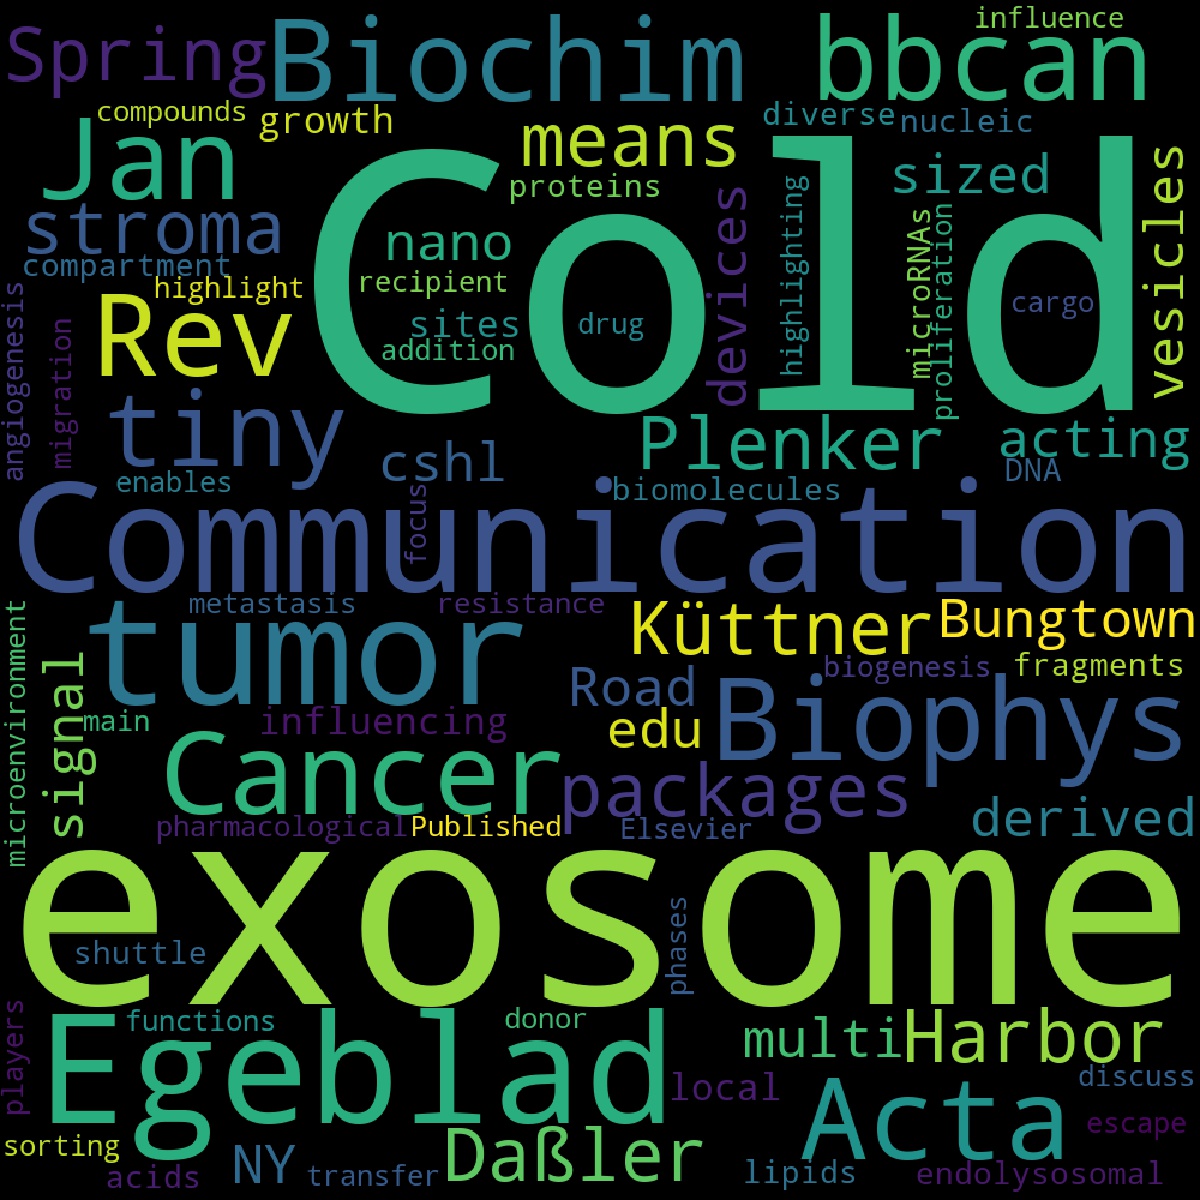 influence
Spring Biochim bbcan
compounds growth means diverse nucleic
Jan Cold
proteins sized
stroma nano devices highlighting microRNAs proliferation vesicles
compartment recipient
highlight cargo
Rev sites drug
addition
angiogenesis migration
tiny Plenker acting
cshl DNA
enables biomolecules
Communication
focus
metastasis resistance
tumor Küttner Bungtown
microenvironment signal biogenesis fragments
Road Biophys
main influencing edu
Cancer packages
pharmacological Published Elsevier derived
exosome
shuttle phases
players functions donor
Egeblad multi Harbor
local discuss
Acta escape
sorting Daßler
acids NY transfer lipids endolysosomal